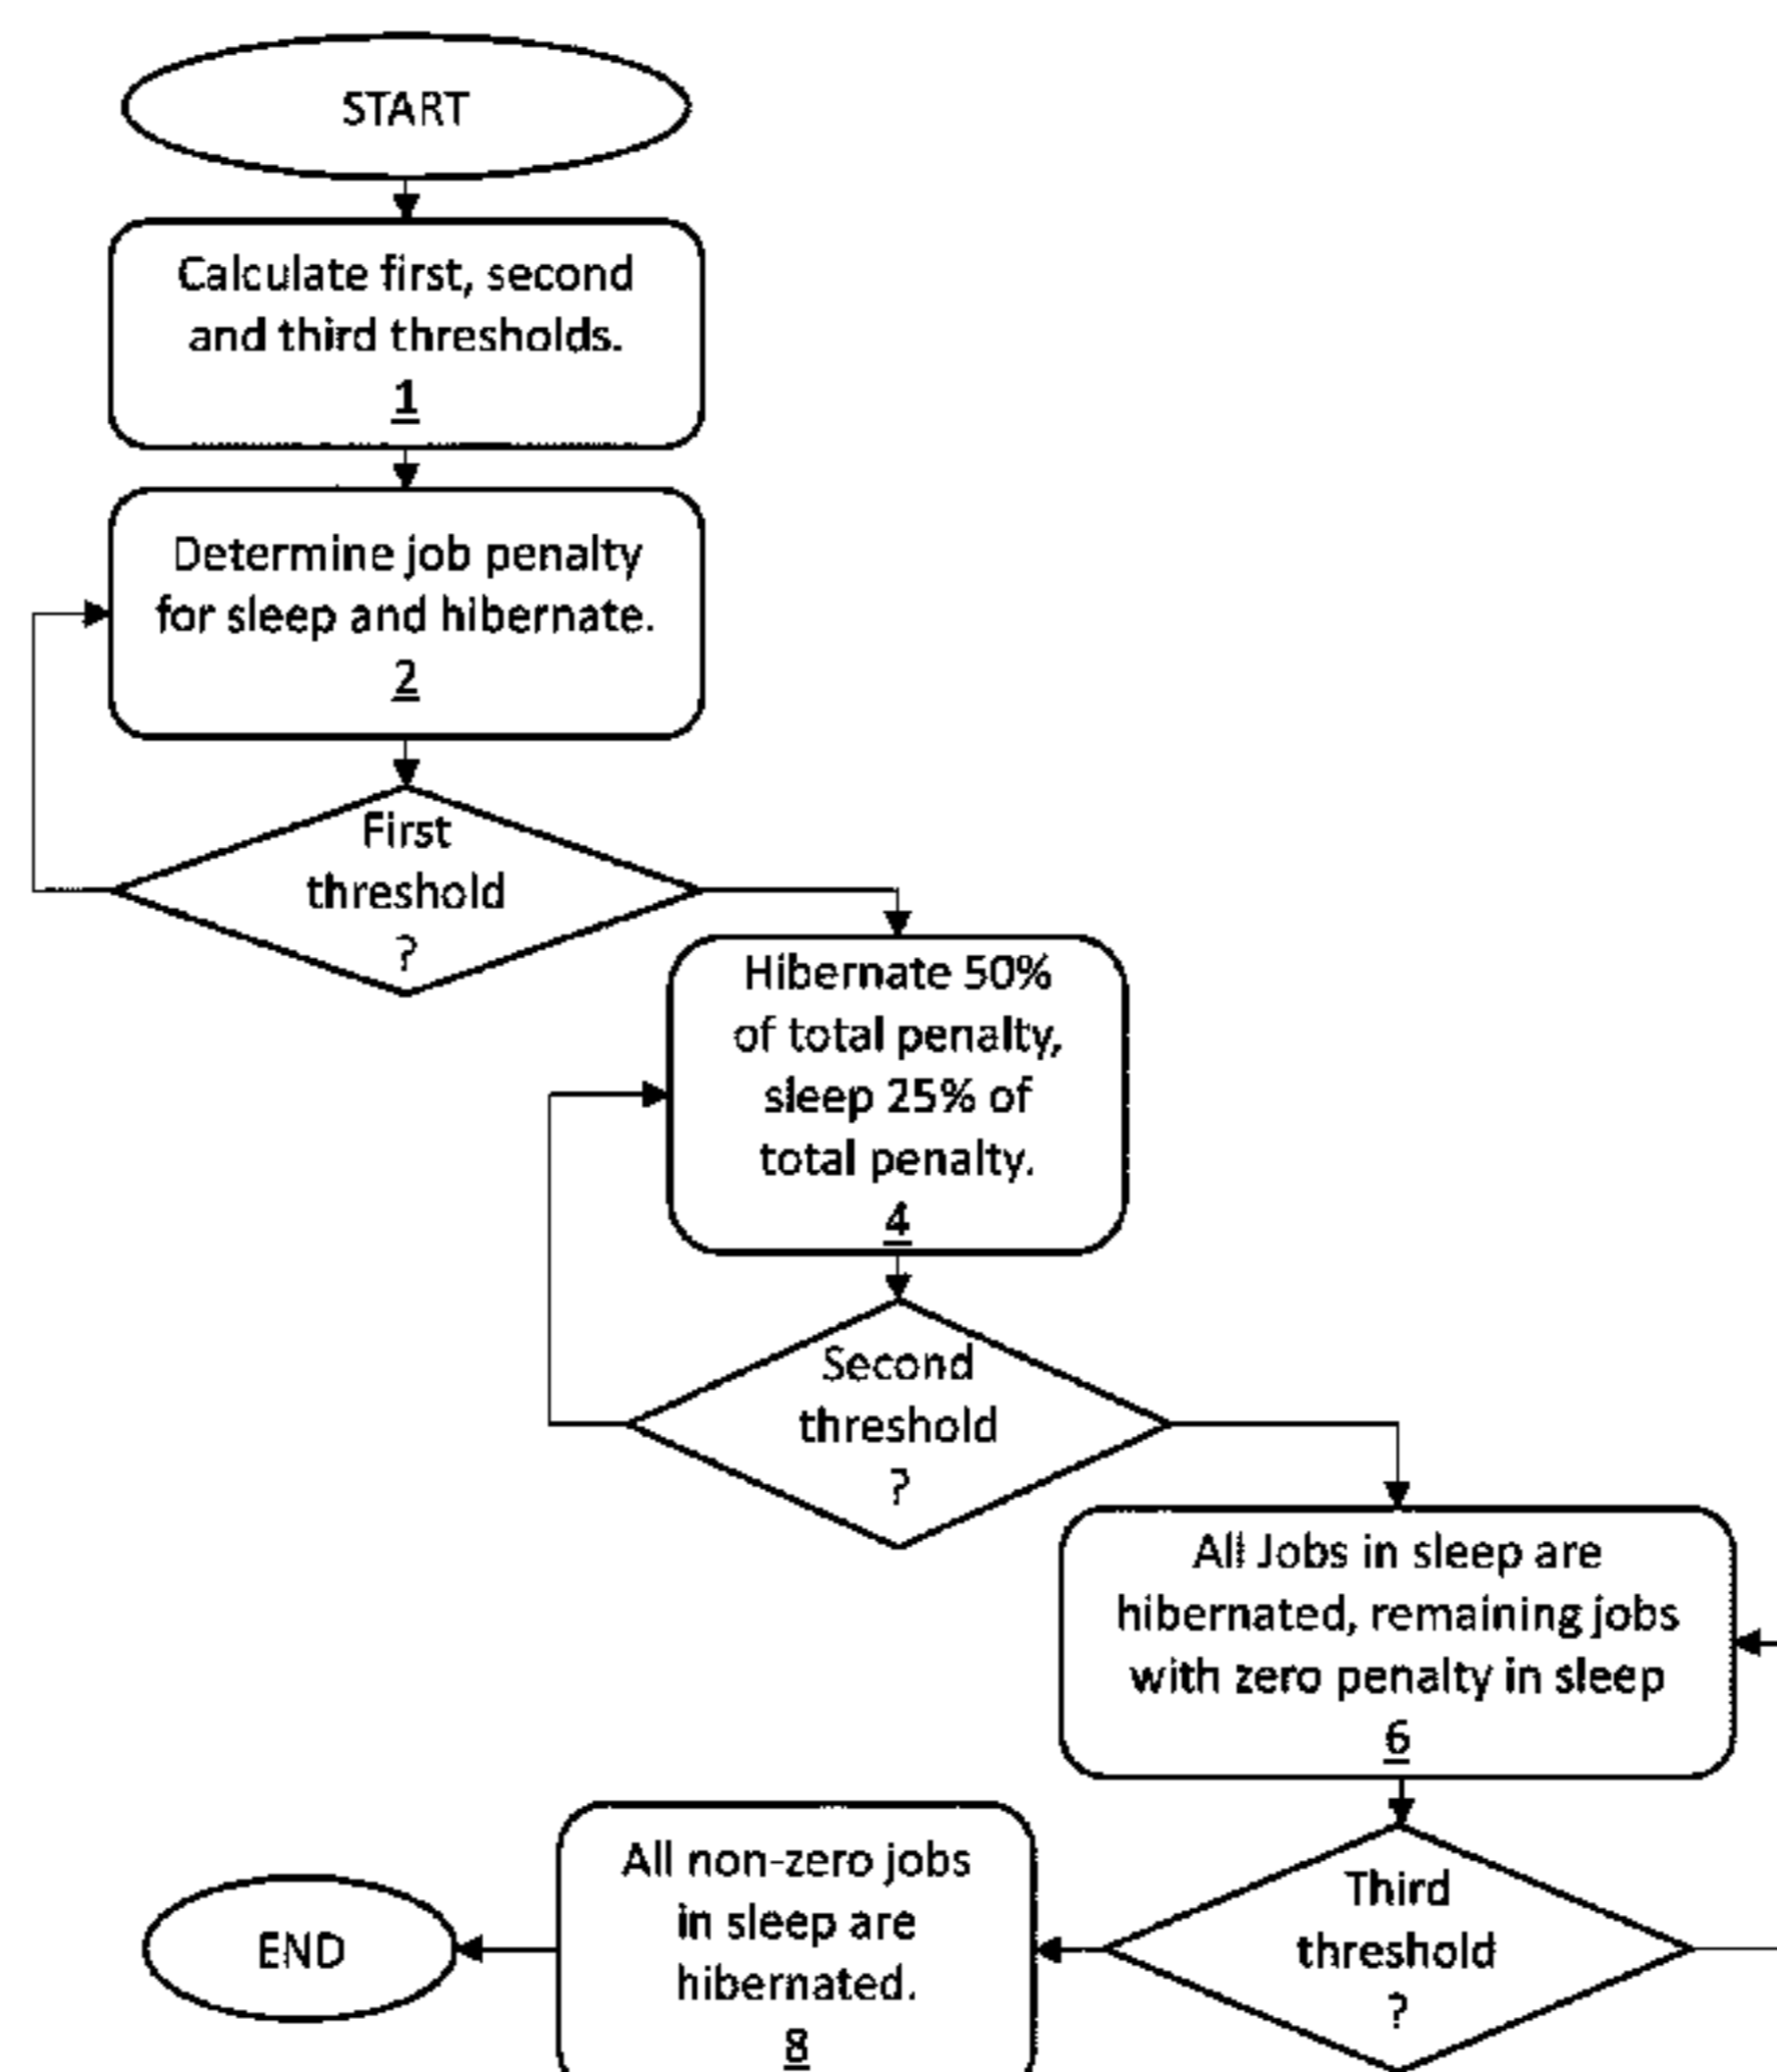 START
Calculate first, second
and third thresholds.
1
Determine job penalty
for sleep and hibernate.
2
First
threshold
?
Hibernate 50%
of total penalty,
sleep 25% of
total penalty.
4
Second
threshold
?
All Jobs in sleep are
hibernated, remaining jobs
with zero penalty in sleep
6
Third
threshold
?
All non-zero jobs
in sleep are
hibernated.
8
END